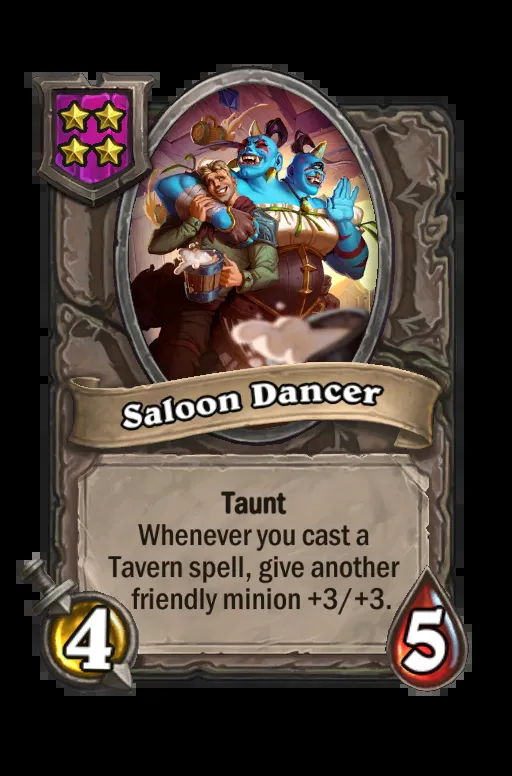 Saloon Dancer
Taunt
Whenever you cast a
Tavern spell, give another
friendly minion +3/+3.
4
5